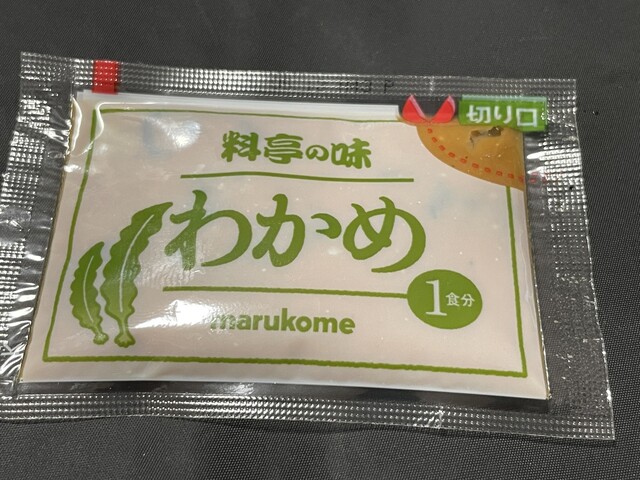 切り口
料亭の味
わかめ
1食分
marukome